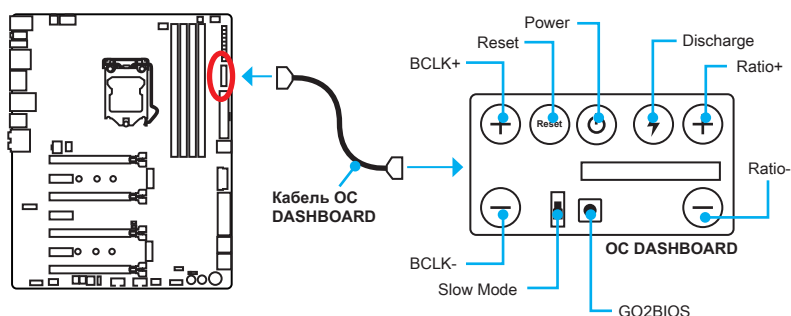 Power
Reset
Discharge
BCLK+
Ratio+
Reset
Ratio-
Кабель OC
DASHBOARD
OC DASHBOARD
BCLK-
Slow Mode
GO2BIOS